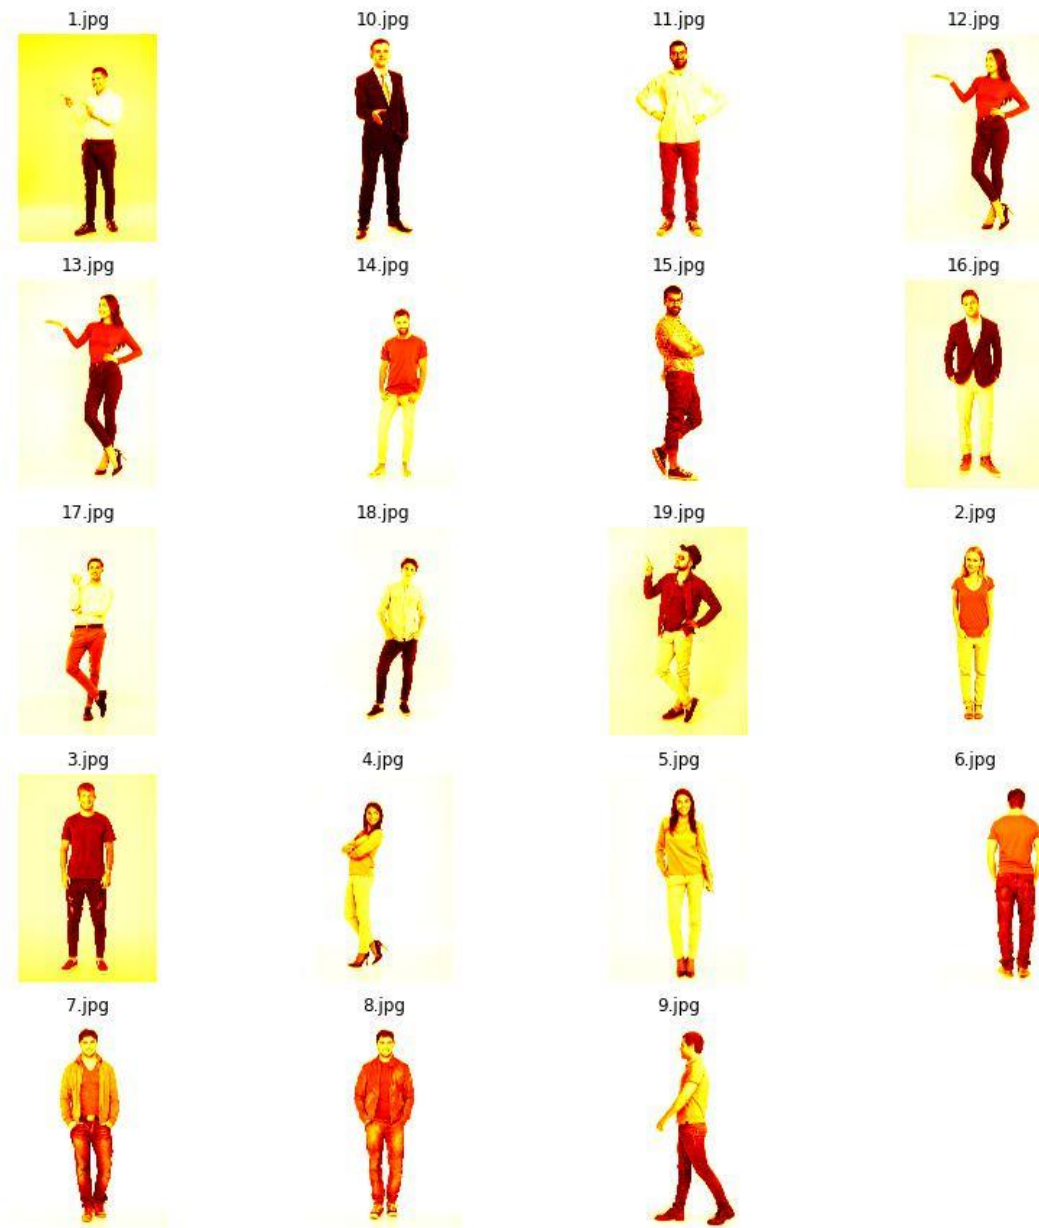 1.jpg 10.jpg 11.jpg 12.jpg
13.jpg 14.jpg 15.jpg 16.jpg
17.jpg 18.jpg 19.jpg 2.jpg
3.jpg 4.jpg 5.jpg 6.jpg
7.jpg 8.jpg 9.jpg